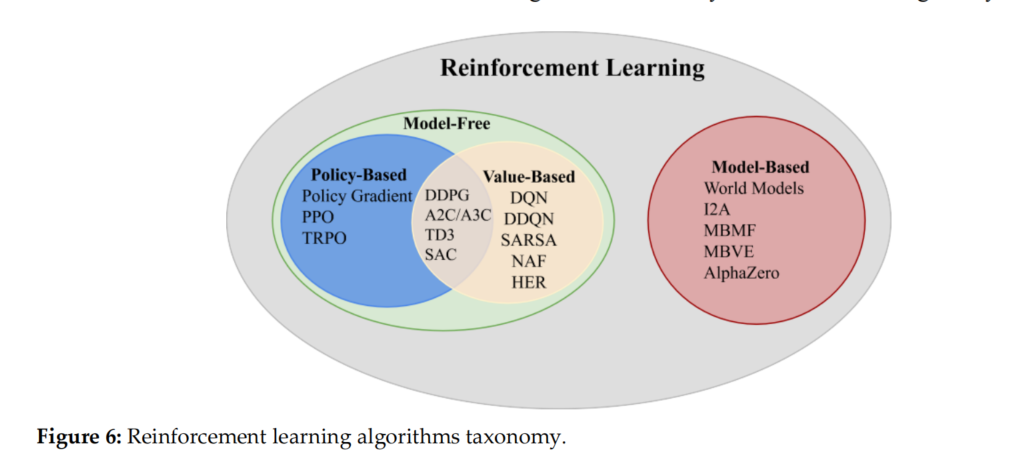 Reinforcement Learning
Model-Free
Policy-Based
Policy Gradient
PPO
TRPO
DDPG
A2C/A3C
TD3
SAC
Value-Based
DQN
DDQN
SARSA
NAF
HER
Model-Based
World Models
I2A
MBMF
MBVE
AlphaZero
Figure 6: Reinforcement learning algorithms taxonomy.